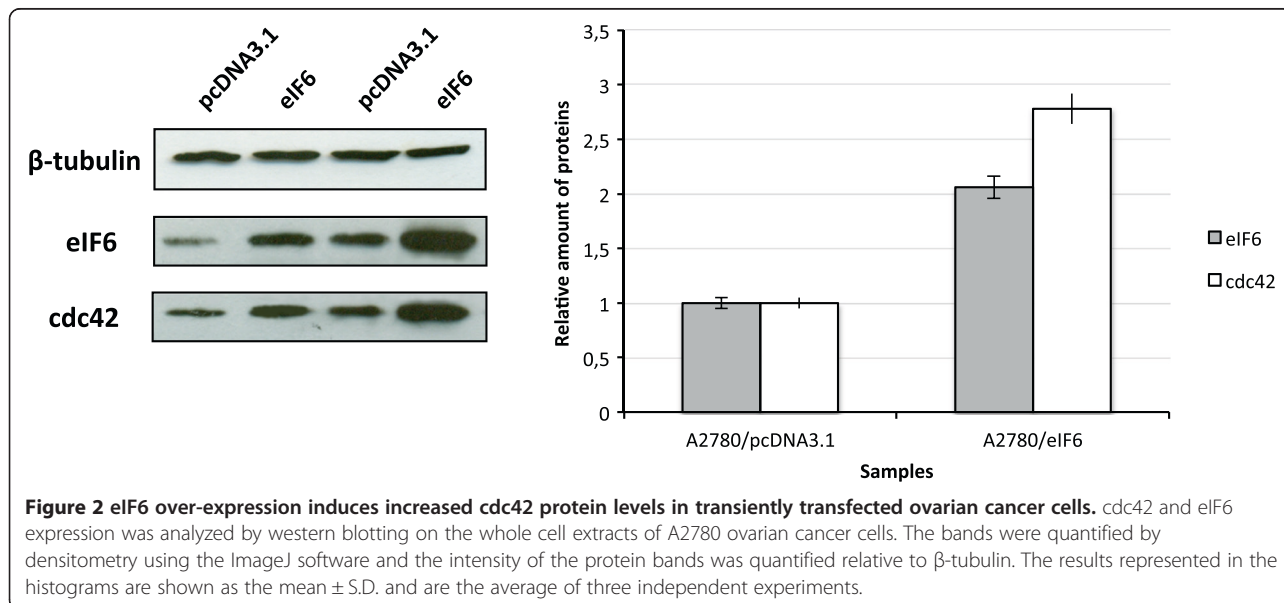 pcDNA3.1
eIF6
pcDNA3.1
eIF6
β-tubulin
eIF6
cdc42
3,5
3
2,5
2
1,5
1
0,5
0
Relative amount of proteins
A2780/pcDNA3.1
A2780/eIF6
Samples
eIF6
cdc42
Figure 2 eIF6 over-expression induces increased cdc42 protein levels in transiently transfected ovarian cancer cells. cdc42 and eIF6
expression was analyzed by western blotting on the whole cell extracts of A2780 ovarian cancer cells. The bands were quantified by
densitometry using the ImageJ software and the intensity of the protein bands was quantified relative to β-tubulin. The results represented in the
histograms are shown as the mean ± S.D. and are the average of three independent experiments.